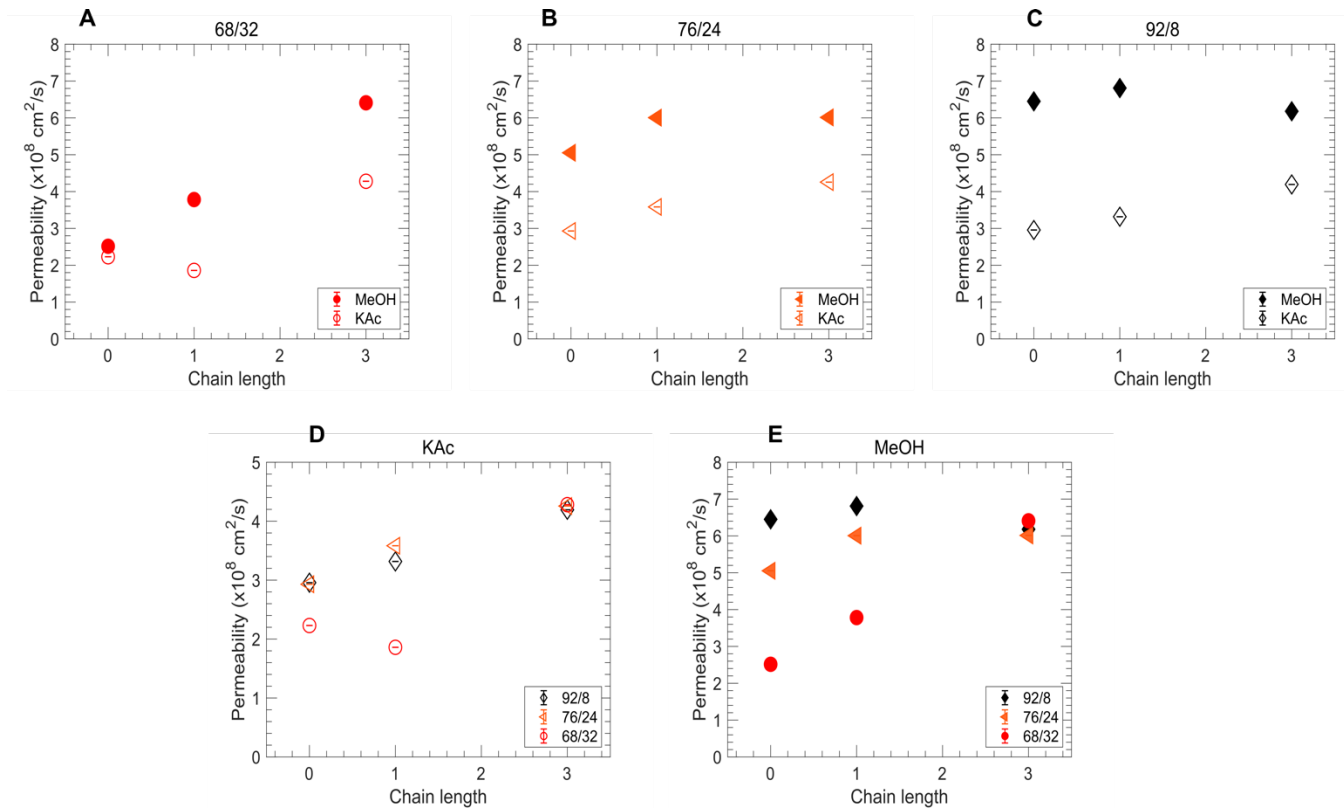 A
68/32
Permeability (x10⁸ cm²/s)
8
7
6
5
4
3
2
1
0
0 1 2 3
Chain length
MeOH
KAc
B
76/24
Permeability (x10⁸ cm²/s)
8
7
6
5
4
3
2
1
0
0 1 2 3
Chain length
MeOH
KAc
C
92/8
Permeability (x10⁸ cm²/s)
8
7
6
5
4
3
2
1
0
0 1 2 3
Chain length
MeOH
KAc
D
KAc
Permeability (x10⁸ cm²/s)
5
4
3
2
1
0
0 1 2 3
Chain length
92/8
76/24
68/32
E
MeOH
Permeability (x10⁸ cm²/s)
8
7
6
5
4
3
2
1
0
0 1 2 3
Chain length
92/8
76/24
68/32